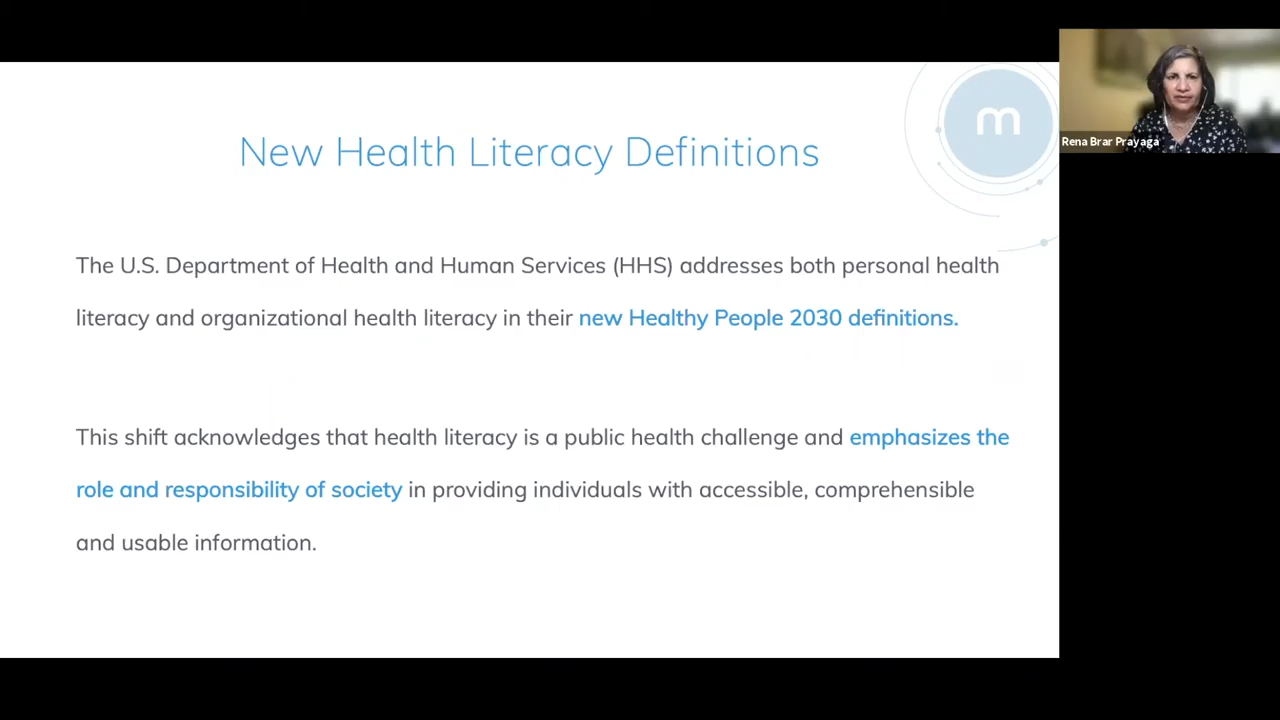 New Health Literacy Definitions
m
Rena Brar Prayaga
The U.S. Department of Health and Human Services (HHS) addresses both personal health
literacy and organizational health literacy in their new Healthy People 2030 definitions.
This shift acknowledges that health literacy is a public health challenge and emphasizes the
role and responsibility of society in providing individuals with accessible, comprehensible
and usable information.